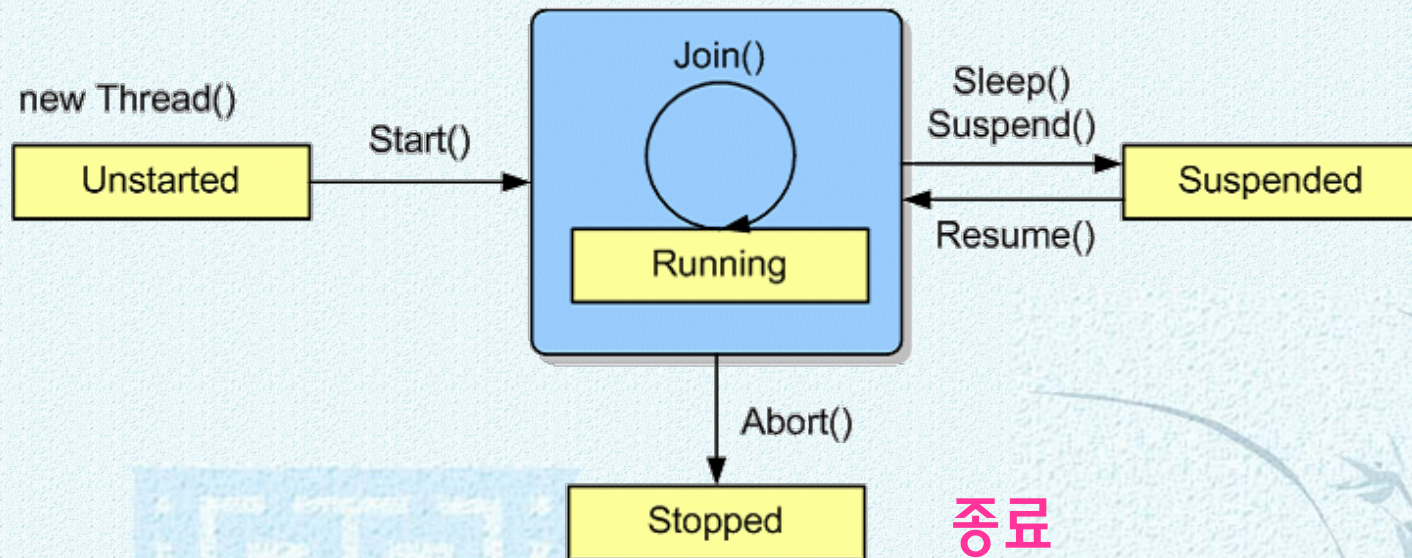 new Thread()
Unstarted
Start()
Join()
Running
Sleep()
Suspend()
Suspended
Resume()
Abort()
Stopped
종료